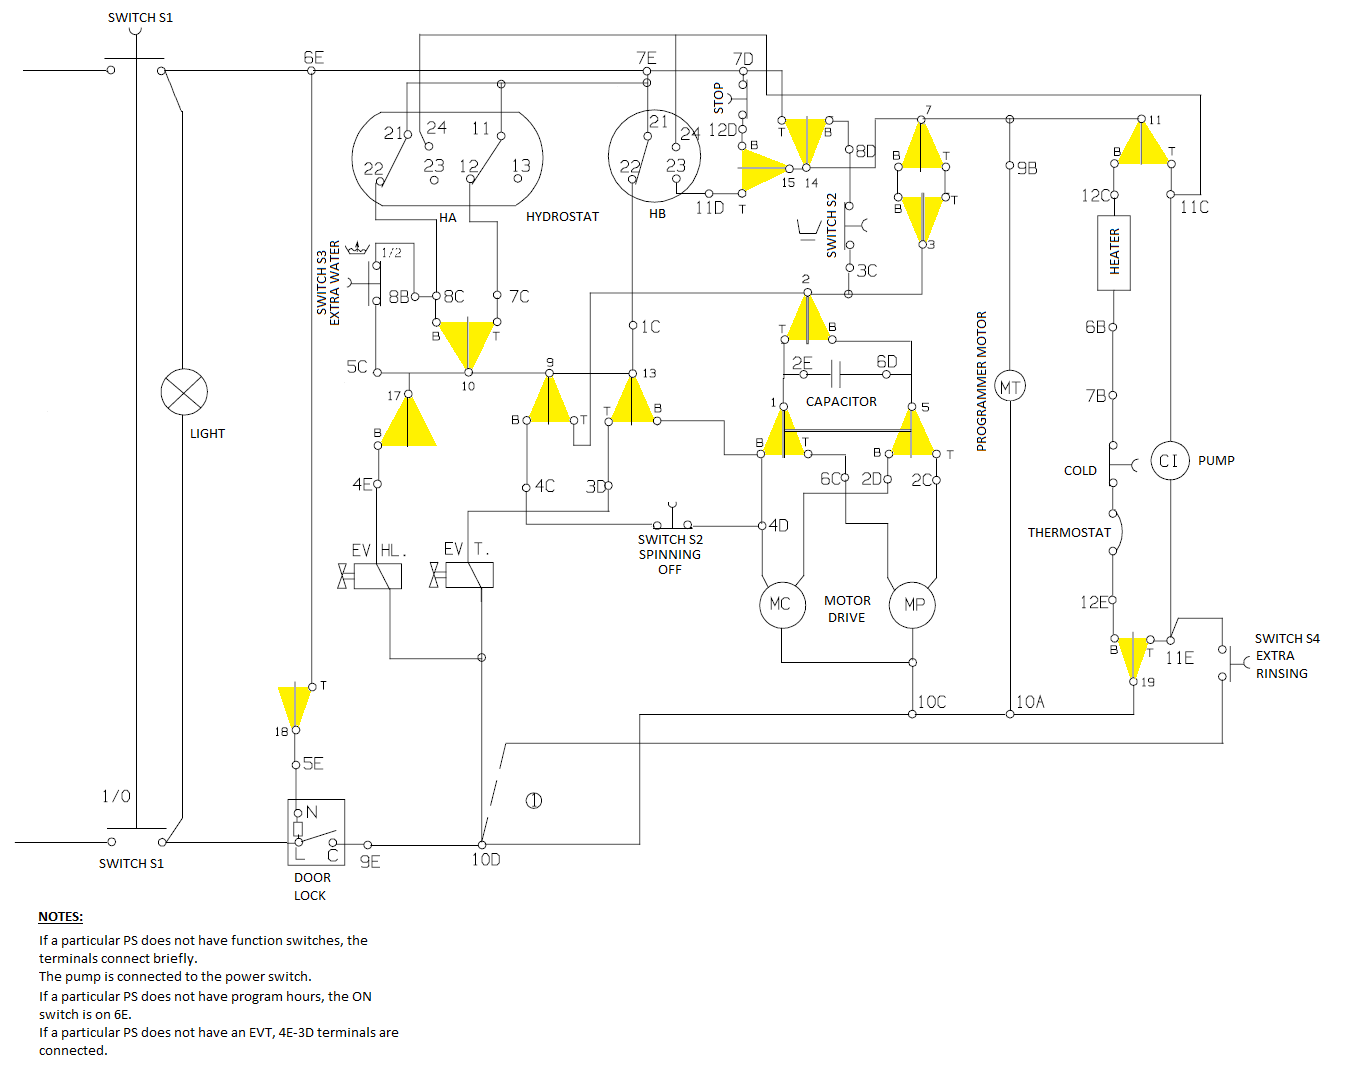 SWITCH S1
6E
7E
7D
STOP
7
21
24
11
21
24
12D
T
B
8D
11
B
T
B
T
B
T
22
23
12
13
22
23
15
14
9B
HA
HYDROSTAT
HB
11D
T
SWITCH S2
B
T
12C
11C
3
SWITCH S3
EXTRA WATER
1/2
HEATER
3C
2
8B
8C
7C
B
T
1C
T
B
6B
PROGRAMMER MOTOR
5C
10
9
13
2E
6D
17
MT
7B
CAPACITOR
1
5
B
T
T
B
LIGHT
B
B
T
B
T
COLD
CI
PUMP
4E
4C
3D
6C
2D
2C
4D
SWITCH S2
SPINNING
OFF
THERMOSTAT
EV HL.
EV T.
MC
MOTOR
DRIVE
MP
12E
B
T
11E
SWITCH S4
EXTRA
RINSING
T
19
18
10C
10A
5E
1/0
1
N
L
C
9E
10D
SWITCH S1
DOOR
LOCK
NOTES:
If a particular PS does not have function switches, the
terminals connect briefly.
The pump is connected to the power switch.
If a particular PS does not have program hours, the ON
switch is on 6E.
If a particular PS does not have an EVT, 4E-3D terminals are
connected.